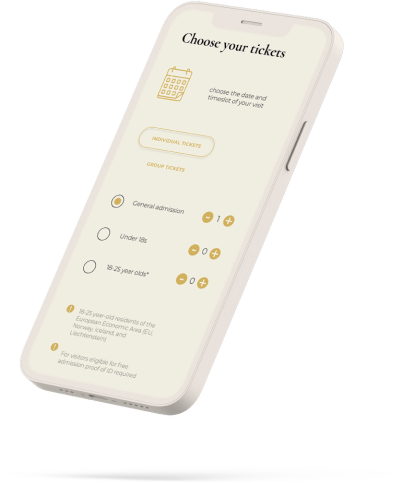 Choose your tickets
choose the date and
timeslot of your visit
INDIVIDUAL TICKETS
GROUP TICKETS
General admission
- 1 +
Under 18s
- 0 +
18-25 year olds*
- 0 +
! 18-25 year-old residents of the
European Economic Area (EU,
Norway, Iceland, and
Liechtenstein)
! For visitors eligible for free
admission proof of ID required